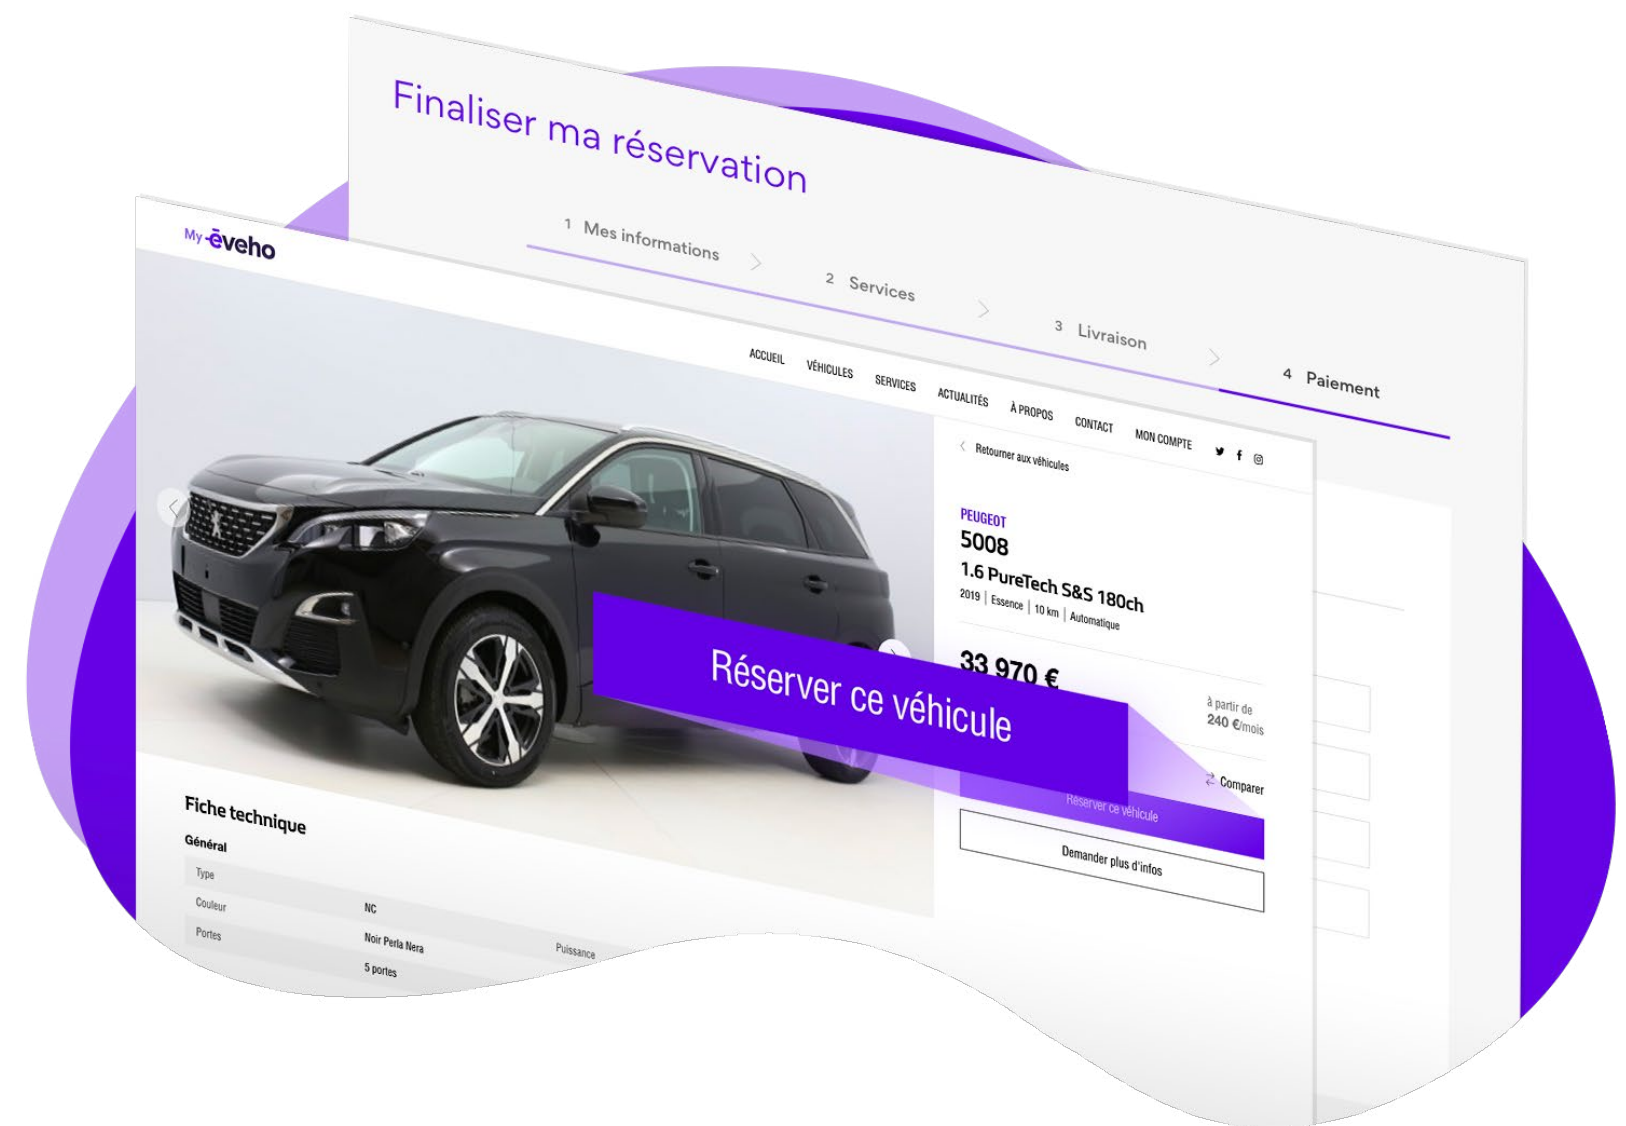 Finaliser ma réservation
1 Mes informations
2 Services
3 Livraison
4 Paiement
My ēveho
ACCUEIL VÉHICULES SERVICES ACTUALITÉS À PROPOS CONTACT MON COMPTE
Retourner aux véhicules
PEUGEOT
5008
1.6 PureTech S&S 180ch
2019 | Essence | 10 km | Automatique
33 970 €
à partir de
240 €/mois
Réserver ce véhicule
Comparer
Réserver ce véhicule
Demander plus d'infos
Fiche technique
Général
Type
NC
Couleur
Noir Perla Nera
Portes
5 portes
Puissance